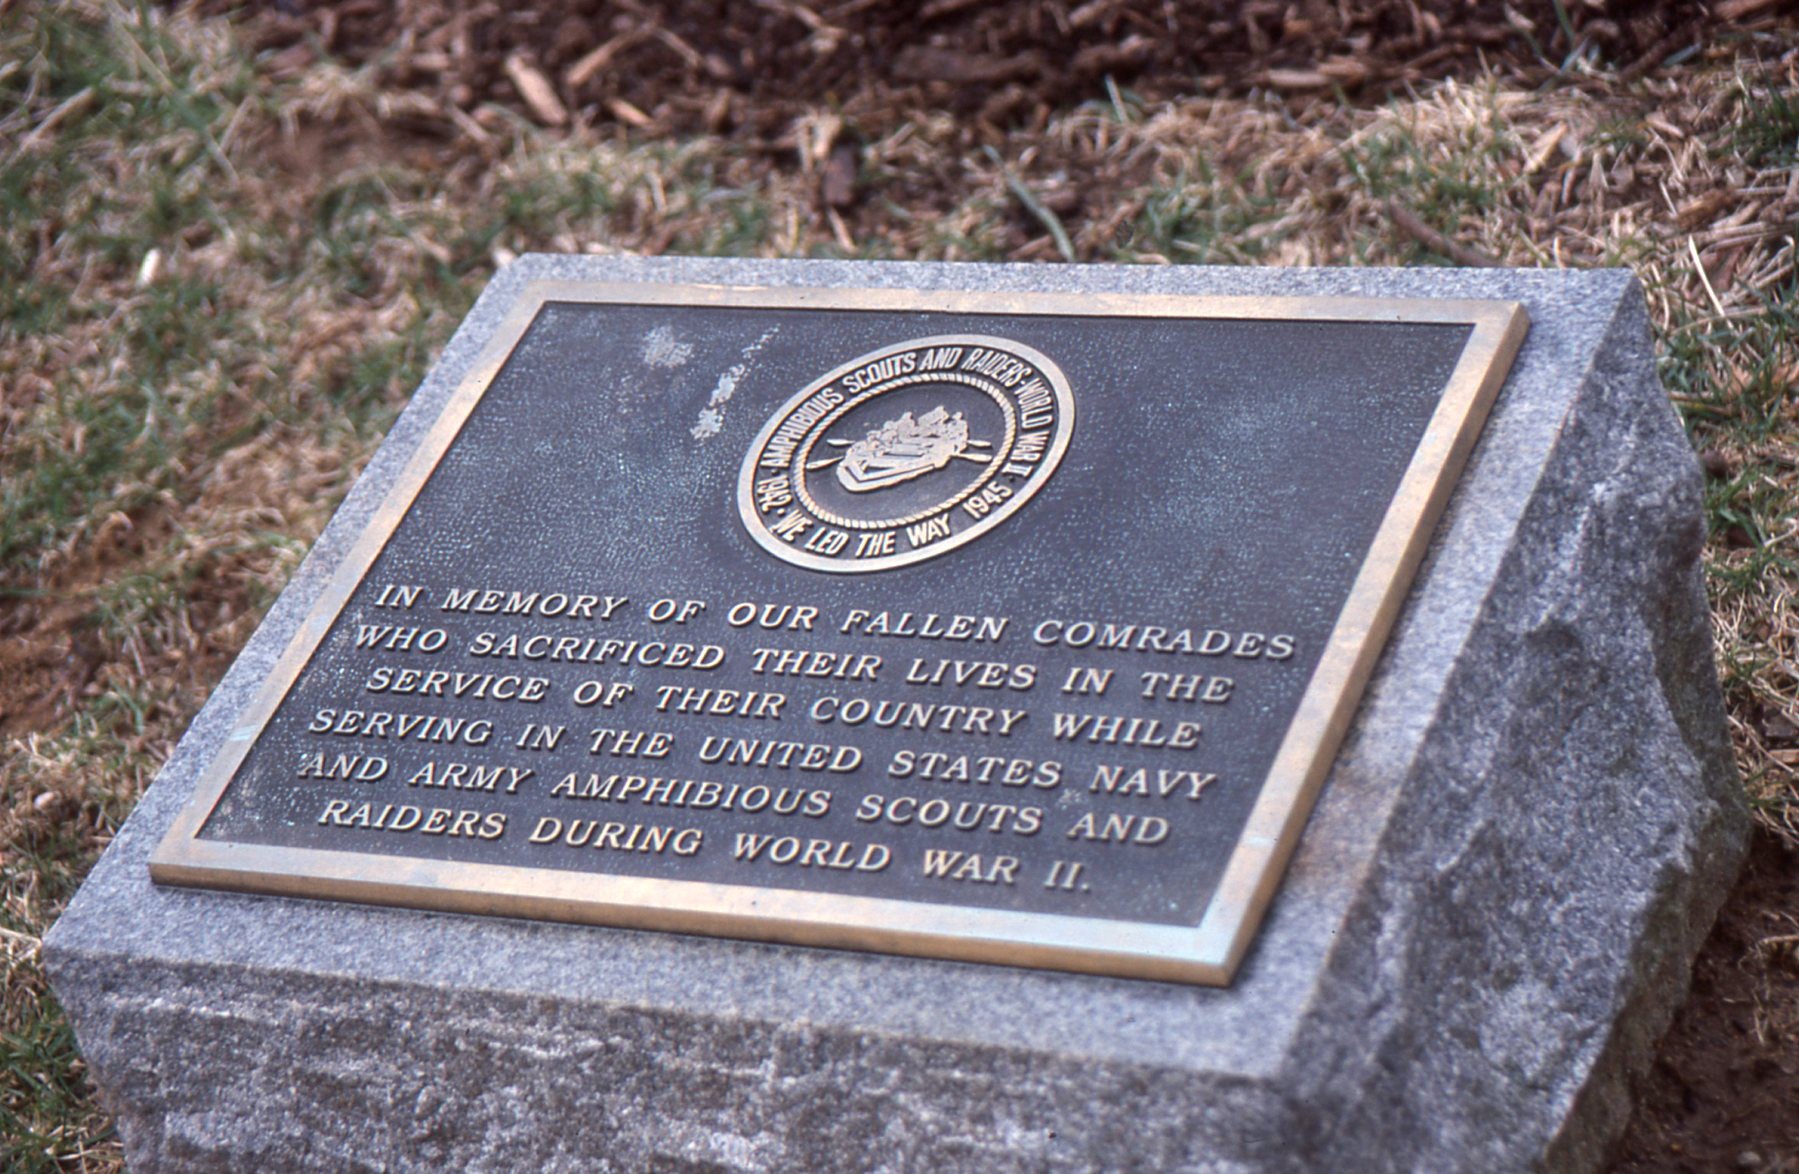 1942 · AMPHIBIOUS SCOUTS AND RAIDERS · WORLD WAR II ·
· WE LED THE WAY 1945
IN MEMORY OF OUR FALLEN COMRADES
WHO SACRIFICED THEIR LIVES IN THE
SERVICE OF THEIR COUNTRY WHILE
SERVING IN THE UNITED STATES NAVY
AND ARMY AMPHIBIOUS SCOUTS AND
RAIDERS DURING WORLD WAR II.